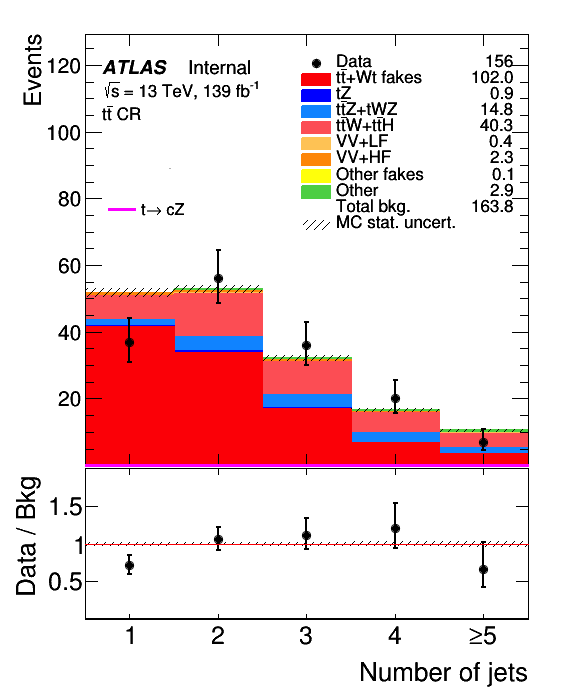 Events
120
100
80
60
40
20
ATLAS Internal
√s = 13 TeV, 139 fb⁻¹
tt̄ CR
t→ cZ
Data 156
tt̄+Wt fakes 102.0
tZ 0.9
tt̄Z+tWZ 14.8
tt̄W+tt̄H 40.3
VV+LF 0.4
VV+HF 2.3
Other fakes 0.1
Other 2.9
Total bkg. 163.8
MC stat. uncert.
Data / Bkg
1.5
1
0.5
1 2 3 4 ≥5
Number of jets